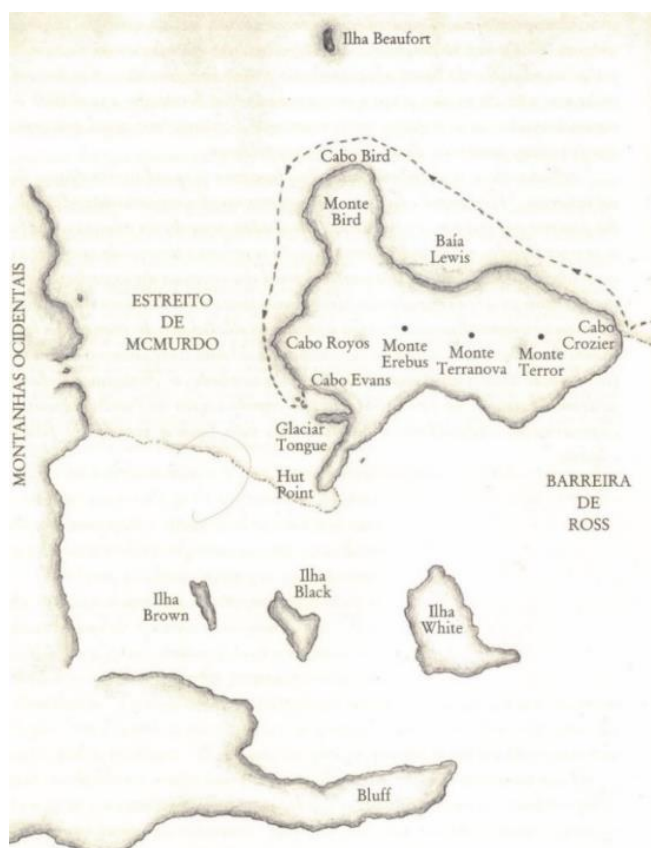 Ilha Beaufort
Cabo Bird
Monte
Bird
Baía
Lewis
MONTANHAS OCIDENTAIS
ESTREITO
DE
MCMURDO
Cabo Royos
Monte
Erebus
Monte
Terranova
Monte
Terror
Cabo
Crozier
Cabo Evans
Glaciar
Tongue
Hut
Point
BARREIRA
DE
ROSS
Ilha
Brown
Ilha
Black
Ilha
White
Bluff